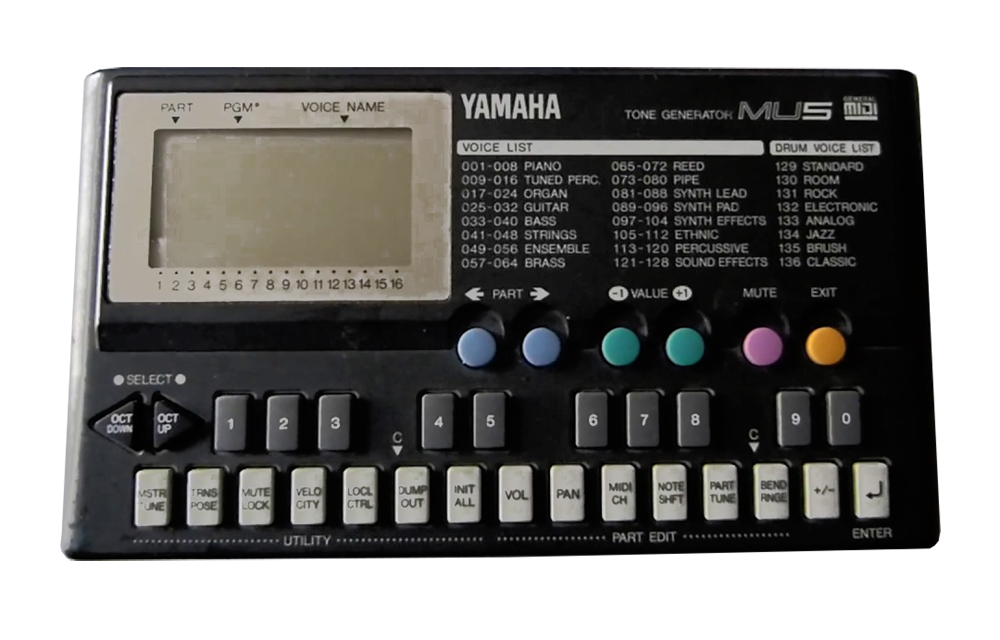 PART PGM# VOICE NAME
1 2 3 4 5 6 7 8 9 10 11 12 13 14 15 16
YAMAHA TONE GENERATOR MU5 GENERAL MIDI
VOICE LIST
001-008 PIANO
009-016 TUNED PERC.
017-024 ORGAN
025-032 GUITAR
033-040 BASS
041-048 STRINGS
049-056 ENSEMBLE
057-064 BRASS
065-072 REED
073-080 PIPE
081-088 SYNTH LEAD
089-096 SYNTH PAD
097-104 SYNTH EFFECTS
105-112 ETHNIC
113-120 PERCUSSIVE
121-128 SOUND EFFECTS
DRUM VOICE LIST
129 STANDARD
130 ROOM
131 ROCK
132 ELECTRONIC
133 ANALOG
134 JAZZ
135 BRUSH
136 CLASSIC
PART -1 VALUE +1 MUTE EXIT
SELECT
OCT
DOWN
OCT
UP
1 2 3 4 5 6 7 8 9 0
C C
MSTR
TUNE
TRNS
POSE
MUTE
LOCK
VELO
CITY
LOCL
CTRL
DUMP
OUT
INIT
ALL
VOL
PAN
MIDI
CH
NOTE
SHFT
PART
TUNE
BEND
RNGE
+/-
UTILITY PART EDIT ENTER